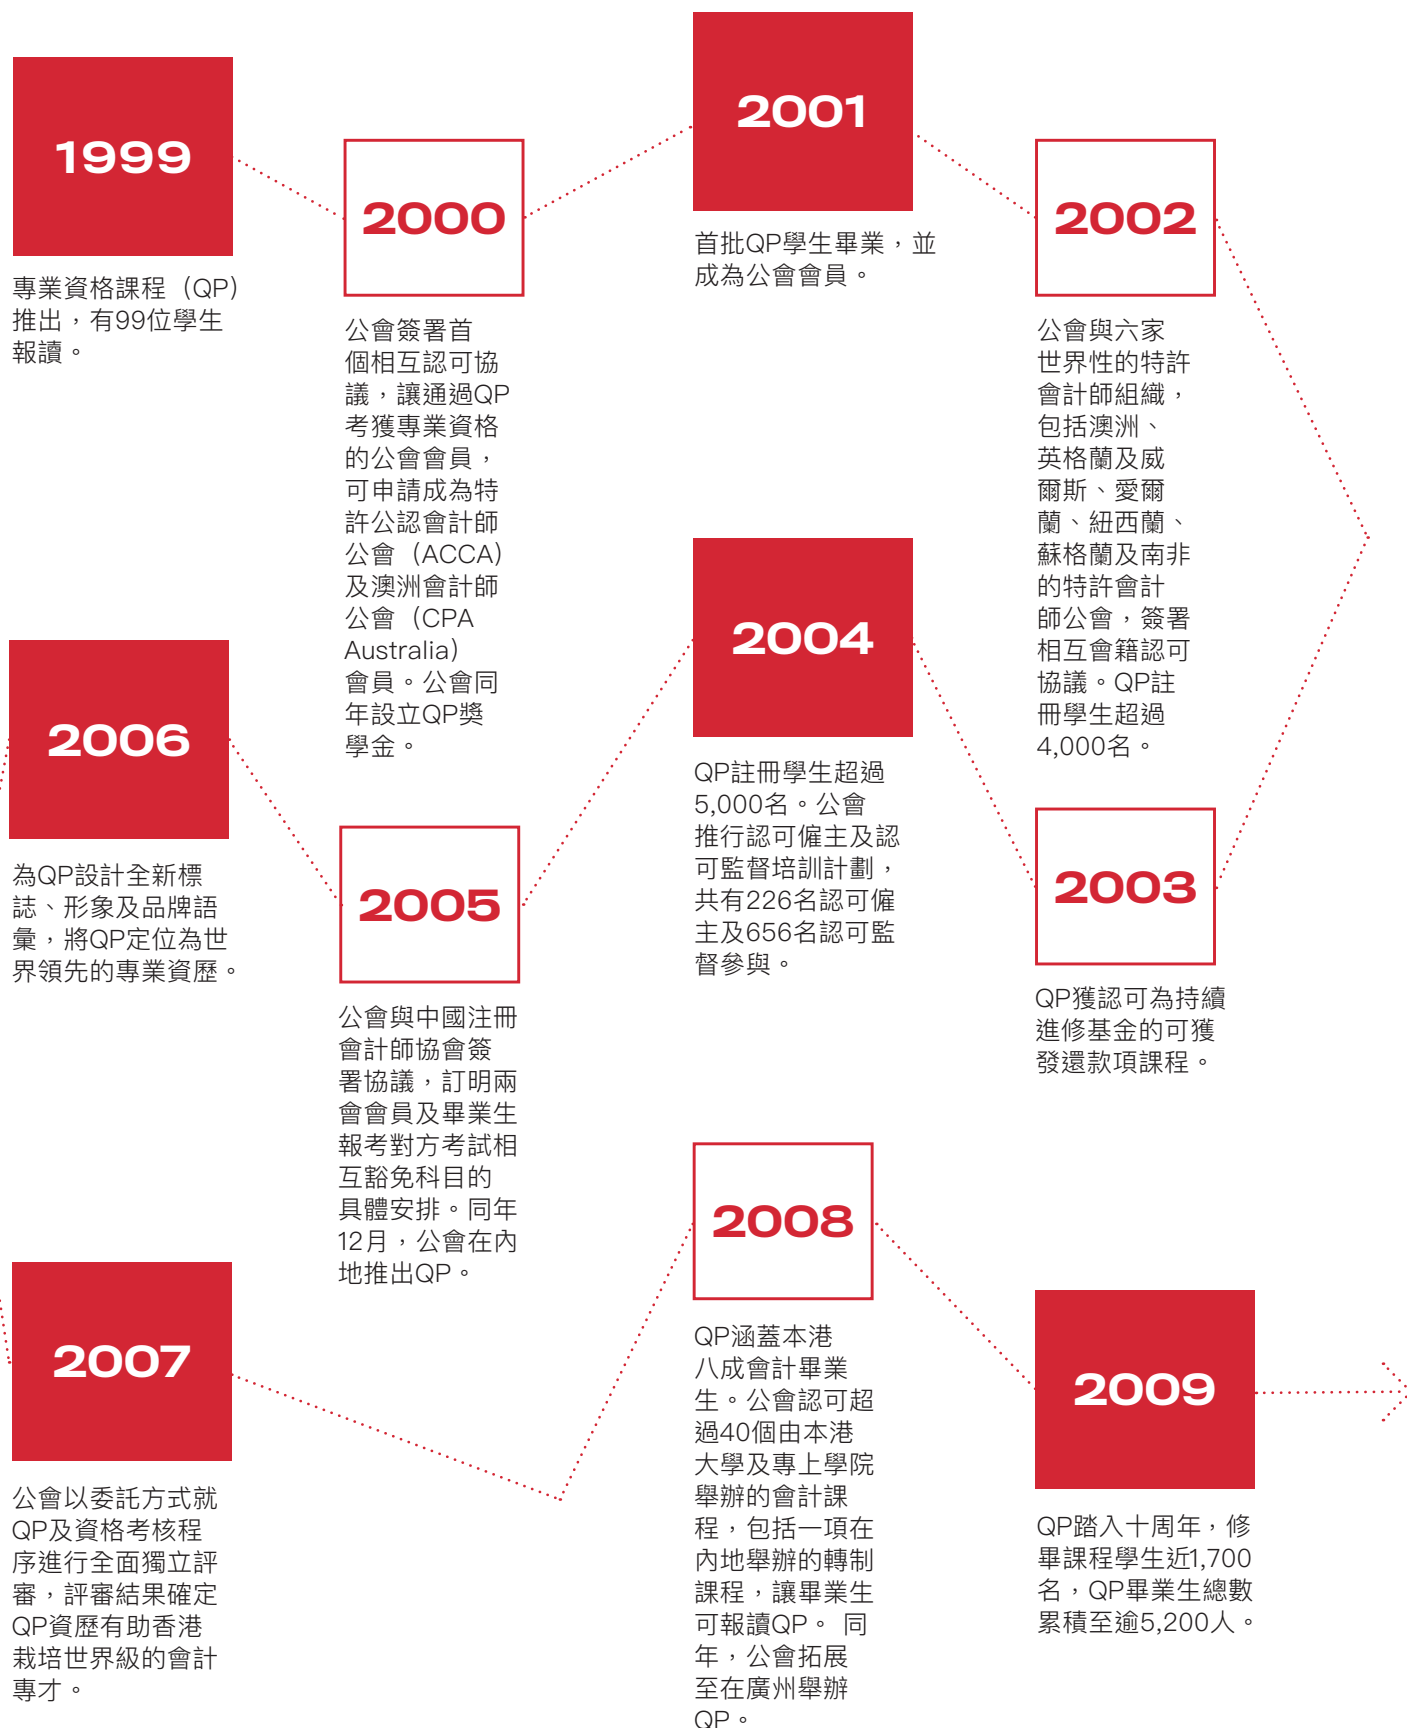 1999
專業資格課程（QP）
推出，有99位學生
報讀。
2000
公會簽署首
個相互認可協
議，讓通過QP
考獲專業資格
的公會會員，
可申請成為特
許公認會計師
公會（ACCA）
及澳洲會計師
公會（CPA
Australia）
會員。公會同
年設立QP獎
學金。
2001
首批QP學生畢業，並
成為公會會員。
2002
公會與六家
世界性的特許
會計師組織，
包括澳洲、
英格蘭及威
爾斯、愛爾
蘭、紐西蘭、
蘇格蘭及南非
的特許會計
師公會，簽署
相互會籍認可
協議。QP註
冊學生超過
4,000名。
2003
QP獲認可為持續
進修基金的可獲
發還款項課程。
2004
QP註冊學生超過
5,000名。公會
推行認可僱主及認
可監督培訓計劃，
共有226名認可僱
主及656名認可監
督參與。
2005
公會與中國注冊
會計師協會簽
署協議，訂明兩
會會員及畢業生
報考對方考試相
互豁免科目的
具體安排。同年
12月，公會在內
地推出QP。
2006
為QP設計全新標
誌、形象及品牌語
彙，將QP定位為世
界領先的專業資歷。
2007
公會以委託方式就
QP及資格考核程
序進行全面獨立評
審，評審結果確定
QP資歷有助香港
栽培世界級的會計
專才。
2008
QP涵蓋本港
八成會計畢業
生。公會認可超
過40個由本港
大學及專上學院
舉辦的會計課
程，包括一項在
內地舉辦的轉制
課程，讓畢業生
可報讀QP。 同
年，公會拓展
至在廣州舉辦
QP。
2009
QP踏入十周年，修
畢課程學生近1,700
名，QP畢業生總數
累積至逾5,200人。